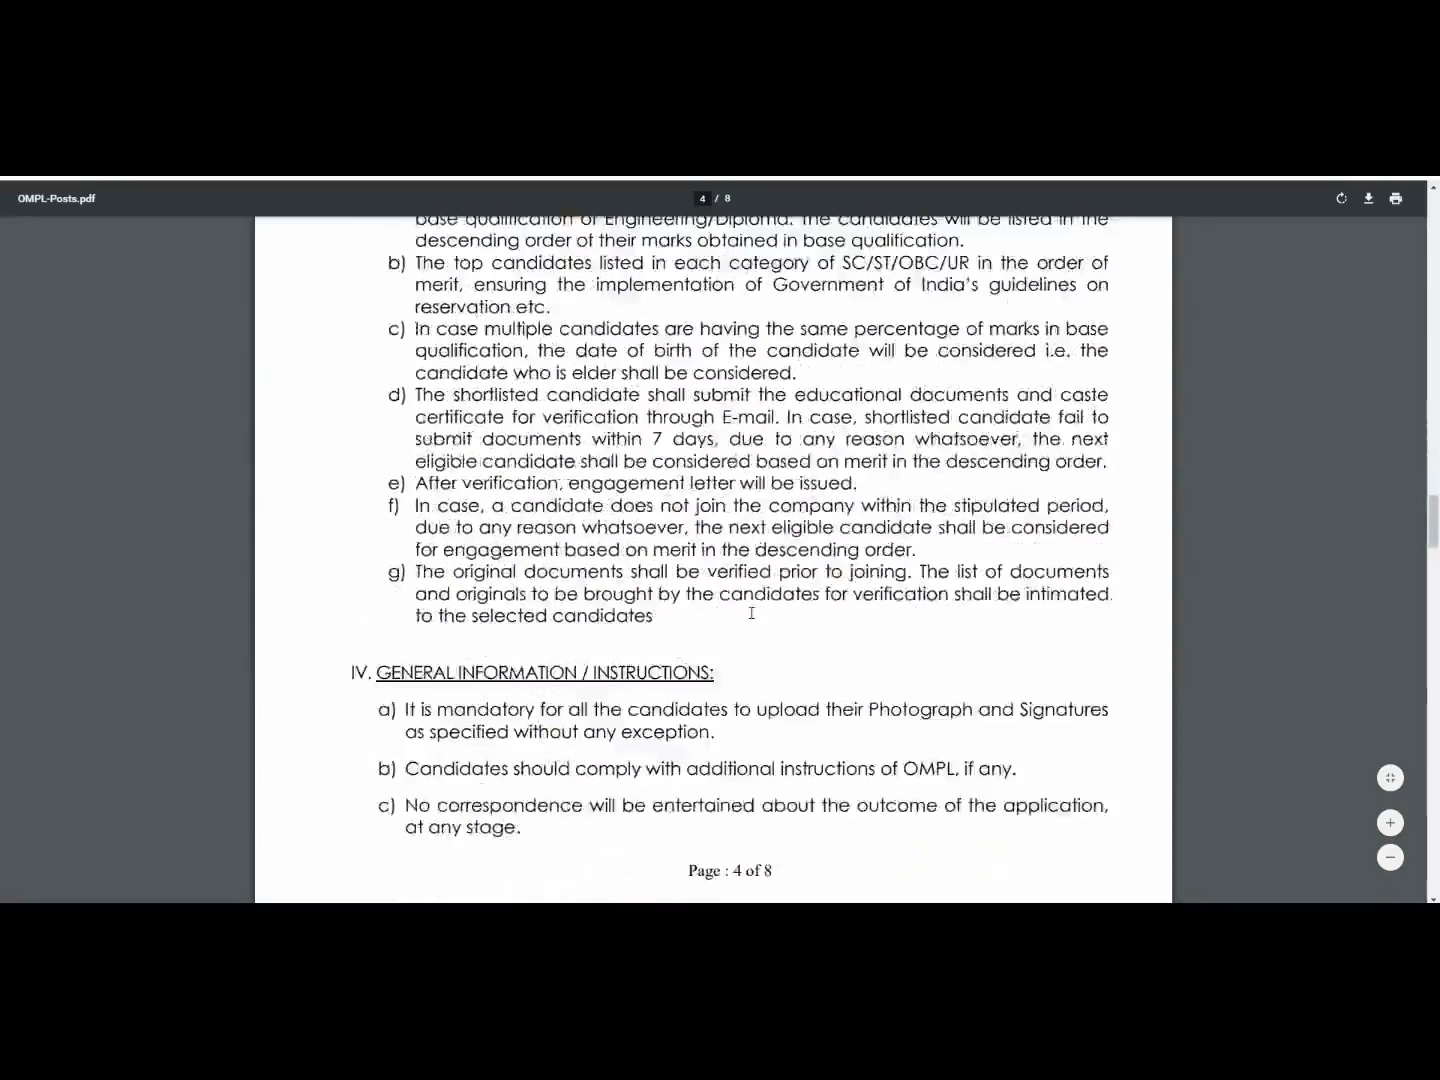 OMPL-Posts.pdf
4 / 8
base qualification of Engineering/Diploma. The candidates will be listed in the
descending order of their marks obtained in base qualification.
b) The top candidates listed in each category of SC/ST/OBC/UR in the order of
merit, ensuring the implementation of Government of India's guidelines on
reservation etc.
c) In case multiple candidates are having the same percentage of marks in base
qualification, the date of birth of the candidate will be considered i.e. the
candidate who is elder shall be considered.
d) The shortlisted candidate shall submit the educational documents and caste
certificate for verification through E-mail. In case, shortlisted candidate fail to
submit documents within 7 days, due to any reason whatsoever, the next
eligible candidate shall be considered based on merit in the descending order.
e) After verification, engagement letter will be issued.
f) In case, a candidate does not join the company within the stipulated period,
due to any reason whatsoever, the next eligible candidate shall be considered
for engagement based on merit in the descending order.
g) The original documents shall be verified prior to joining. The list of documents
and originals to be brought by the candidates for verification shall be intimated
to the selected candidates
IV. GENERAL INFORMATION / INSTRUCTIONS:
a) It is mandatory for all the candidates to upload their Photograph and Signatures
as specified without any exception.
b) Candidates should comply with additional instructions of OMPL, if any.
c) No correspondence will be entertained about the outcome of the application,
at any stage.
Page : 4 of 8